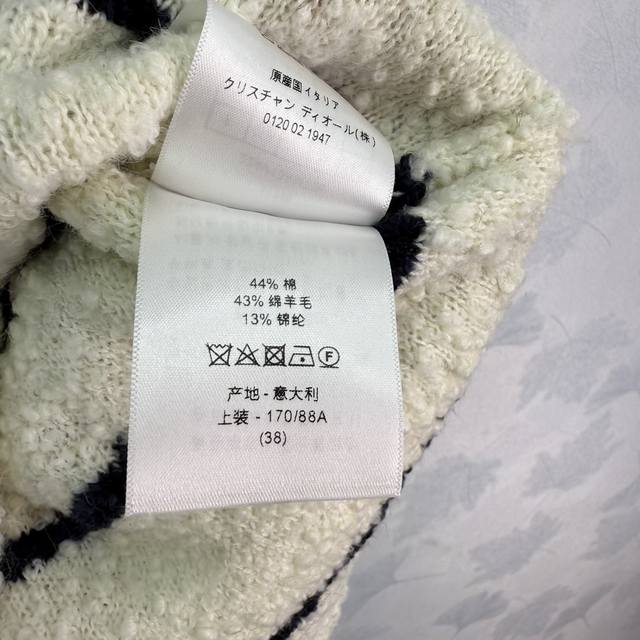 原産国イタリア
クリスチャン ディオール(株)
0120 02 1947
44% 棉
43% 绵羊毛
13% 锦纶
产地 - 意大利
上装 - 170/88A
(38)